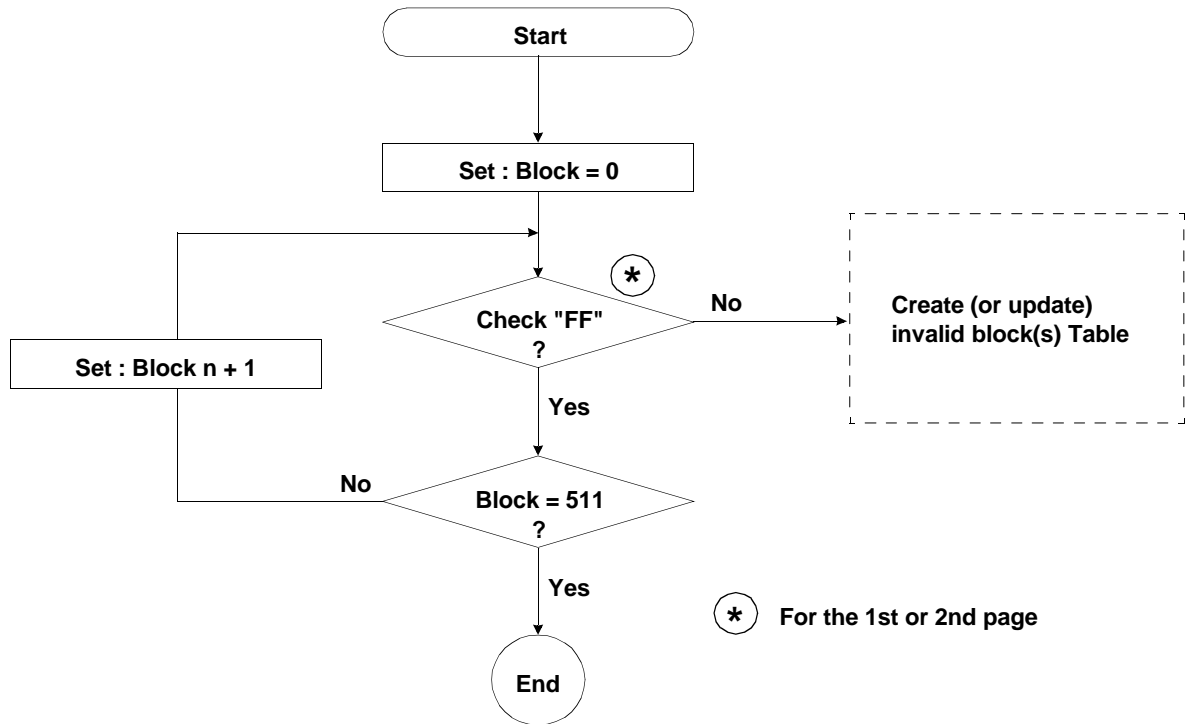 Start
Set : Block = 0
*
Check "FF"
?
No
Create (or update)
invalid block(s) Table
Set : Block n + 1
Yes
No
Block = 511
?
Yes
* For the 1st or 2nd page
End